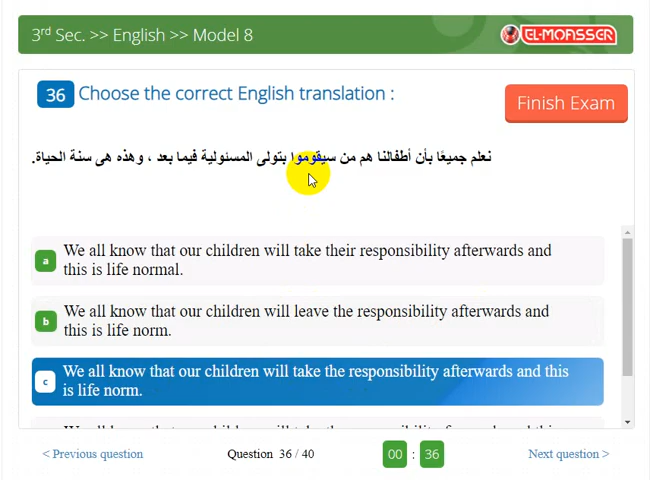 3rd Sec. >> English >> Model 8
EL-MOASSER
36 Choose the correct English translation :
Finish Exam
نعلم جميعًا بأن أطفالنا هم من سيقوموا بتولى المسئولية فيما بعد ، وهذه هى سنة الحياة.
a We all know that our children will take their responsibility afterwards and
this is life normal.
b We all know that our children will leave the responsibility afterwards and
this is life norm.
c We all know that our children will take the responsibility afterwards and this
is life norm.
< Previous question Question 36 / 40 00 : 36 Next question >